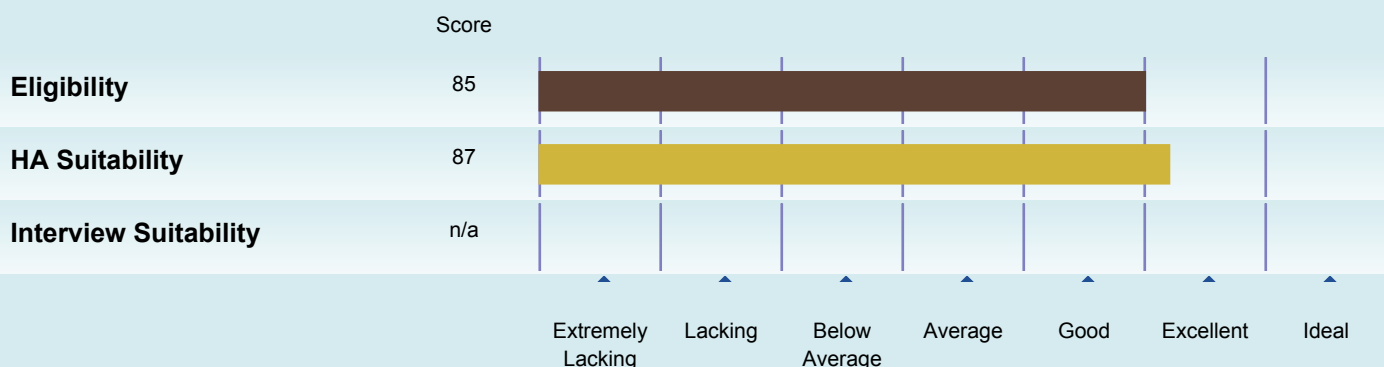 Score
Eligibility 85
HA Suitability 87
Interview Suitability n/a
Extremely Lacking Below Average Good Excellent Ideal
Lacking Average